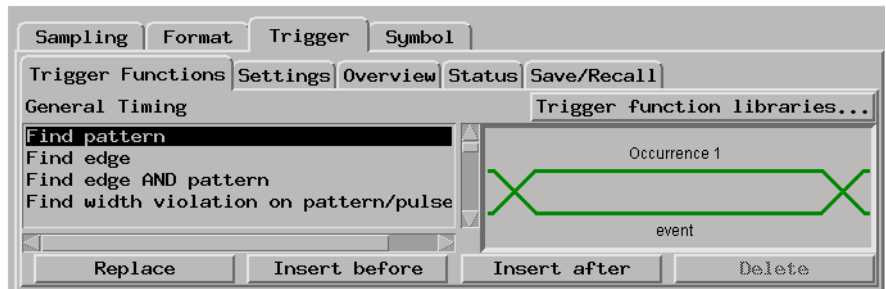 Sampling Format Trigger Symbol
Trigger Functions Settings Overview Status Save/Recall
General Timing Trigger function libraries...
Find pattern
Find edge
Find edge AND pattern
Find width violation on pattern/pulse
Occurrence 1
event
Replace Insert before Insert after Delete